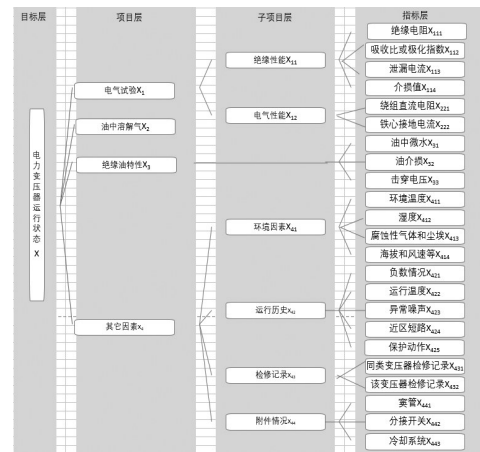 目标层
项目层
子项目层
指标层
电力变压器运行状态 X
电气试验X1
油中溶解气X2
绝缘油特性X3
其它因素X4
绝缘性能X11
电气性能X12
环境因素X41
运行历史X42
检修记录X43
附件情况X44
绝缘电阻X111
吸收比或极化指数X112
泄漏电流X113
介损值X114
绕组直流电阻X221
铁心接地电流X222
油中微水X31
油介损X32
击穿电压X33
环境温度X411
湿度X412
腐蚀性气体和尘埃X413
海拔和风速等X414
负数情况X421
运行温度X422
异常噪声X423
近区短路X424
保护动作X425
同类变压器检修记录X431
该变压器检修记录X432
寞管X441
分接开关X442
冷却系统X443